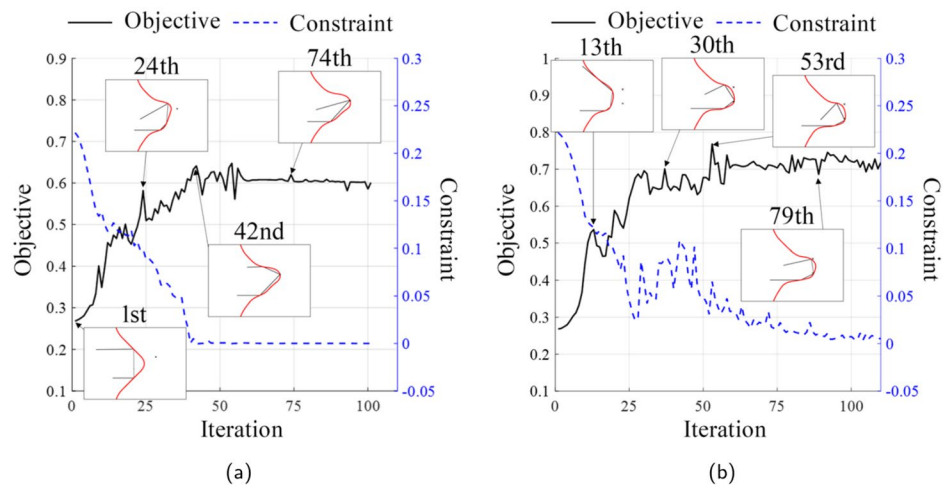 Objective Constraint
0.9
0.8
0.7
0.6
0.5
0.4
0.3
0.2
0.1
Objective
0.3
0.25
0.2
0.15
0.1
0.05
0
-0.05
Constraint
24th
74th
42nd
1st
0 25 50 75 100
Iteration
(a)
Objective Constraint
1
0.9
0.8
0.7
0.6
0.5
0.4
0.3
0.2
0.1
Objective
0.3
0.25
0.2
0.15
0.1
0.05
0
-0.05
Constraint
13th
30th
53rd
79th
0 25 50 75 100
Iteration
(b)